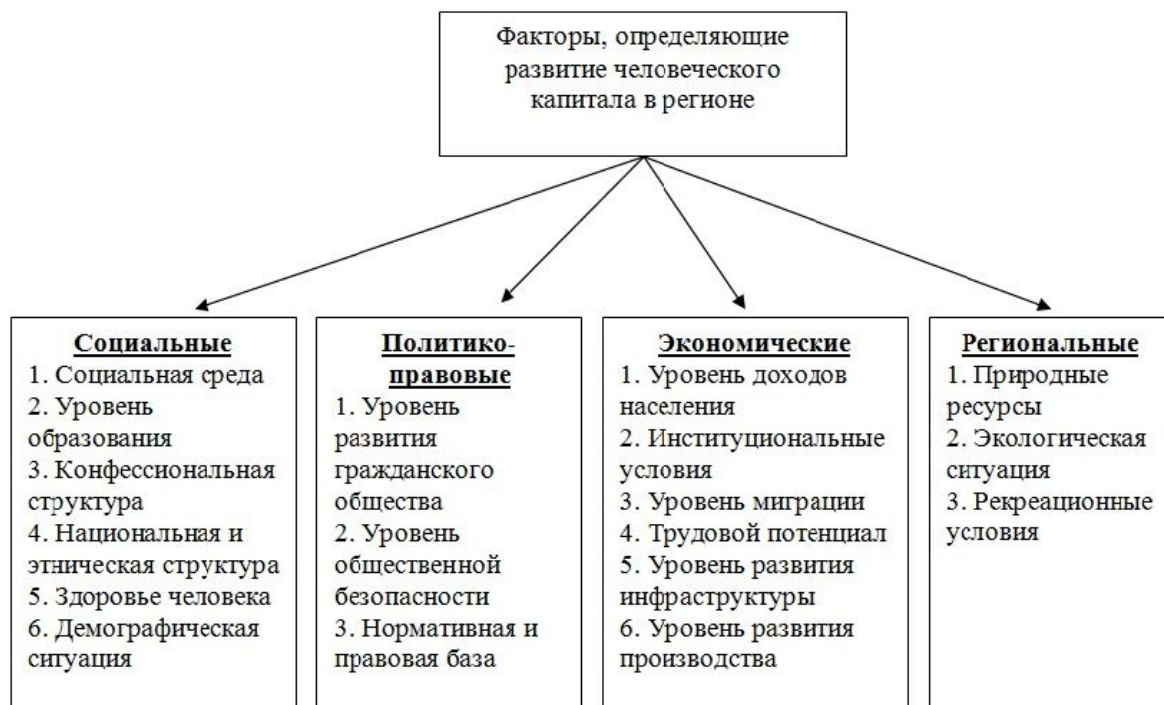 Факторы, определяющие
развитие человеческого
капитала в регионе
Социальные
1. Социальная среда
2. Уровень
образования
3. Конфессиональная
структура
4. Национальная и
этническая структура
5. Здоровье человека
6. Демографическая
ситуация
Политико-
правовые
1. Уровень
развития
гражданского
общества
2. Уровень
общественной
безопасности
3. Нормативная и
правовая база
Экономические
1. Уровень доходов
населения
2. Институциональные
условия
3. Уровень миграции
4. Трудовой потенциал
5. Уровень развития
инфраструктуры
6. Уровень развития
производства
Региональные
1. Природные
ресурсы
2. Экологическая
ситуация
3. Рекреационные
условия